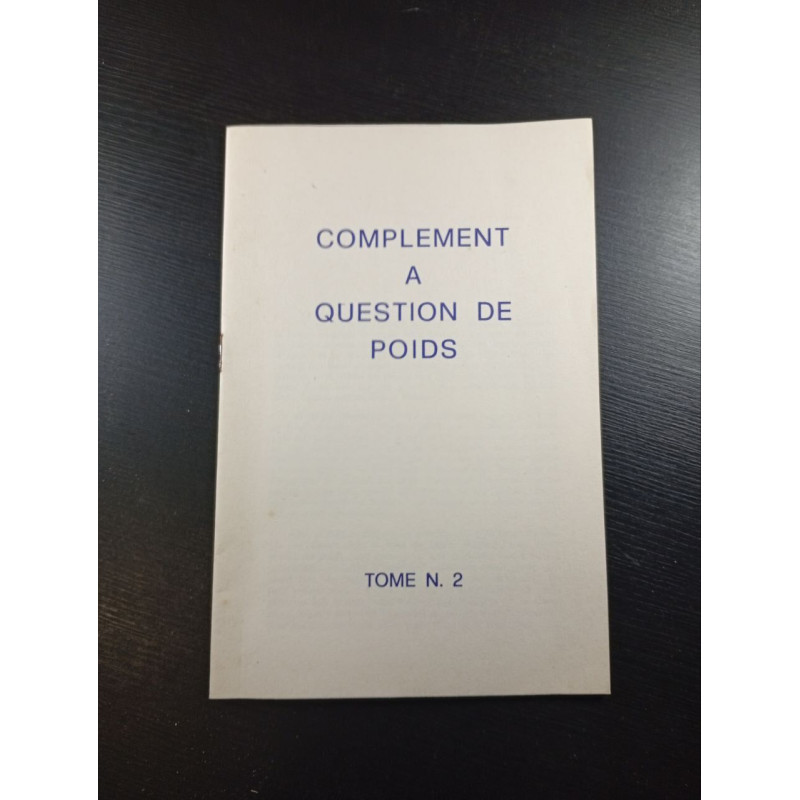 COMPLEMENT
A
QUESTION DE
POIDS
TOME N. 2